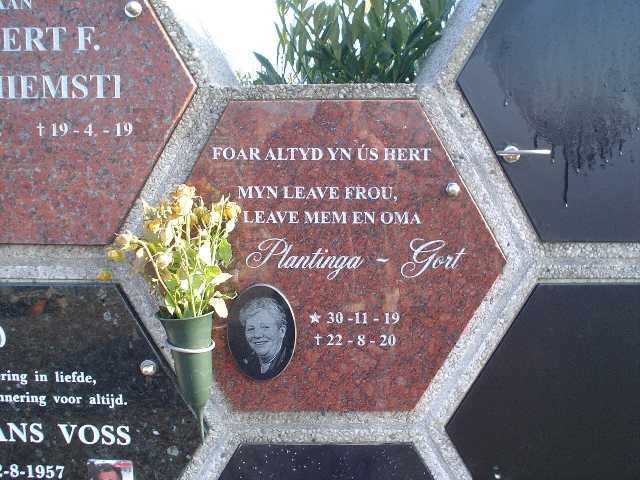 AAN
ERT F.
HIEMSTI
†19-4.-19
FOAR ALTYD YN ÚS HERT
MYN LEAVE FROU,
LEAVE MEM EN OMA
Plantinga ~ Gort
30-11-19
†22-8-20
ring in liefde,
nnering voor altijd.
ANS VOSS
2-8-1957